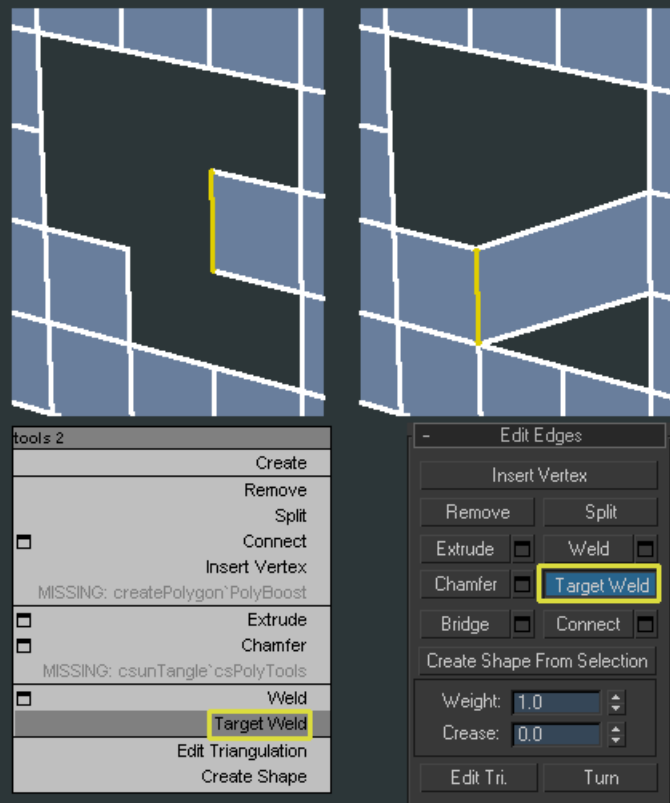 tools 2
Create
Remove
Split
Connect
Insert Vertex
MISSING: createPolygon`PolyBoost
Extrude
Chamfer
MISSING: csunTangle`csPolyTools
Weld
Target Weld
Edit Triangulation
Create Shape
- Edit Edges
Insert Vertex
Remove Split
Extrude Weld
Chamfer Target Weld
Bridge Connect
Create Shape From Selection
Weight: 1.0
Crease: 0.0
Edit Tri. Turn